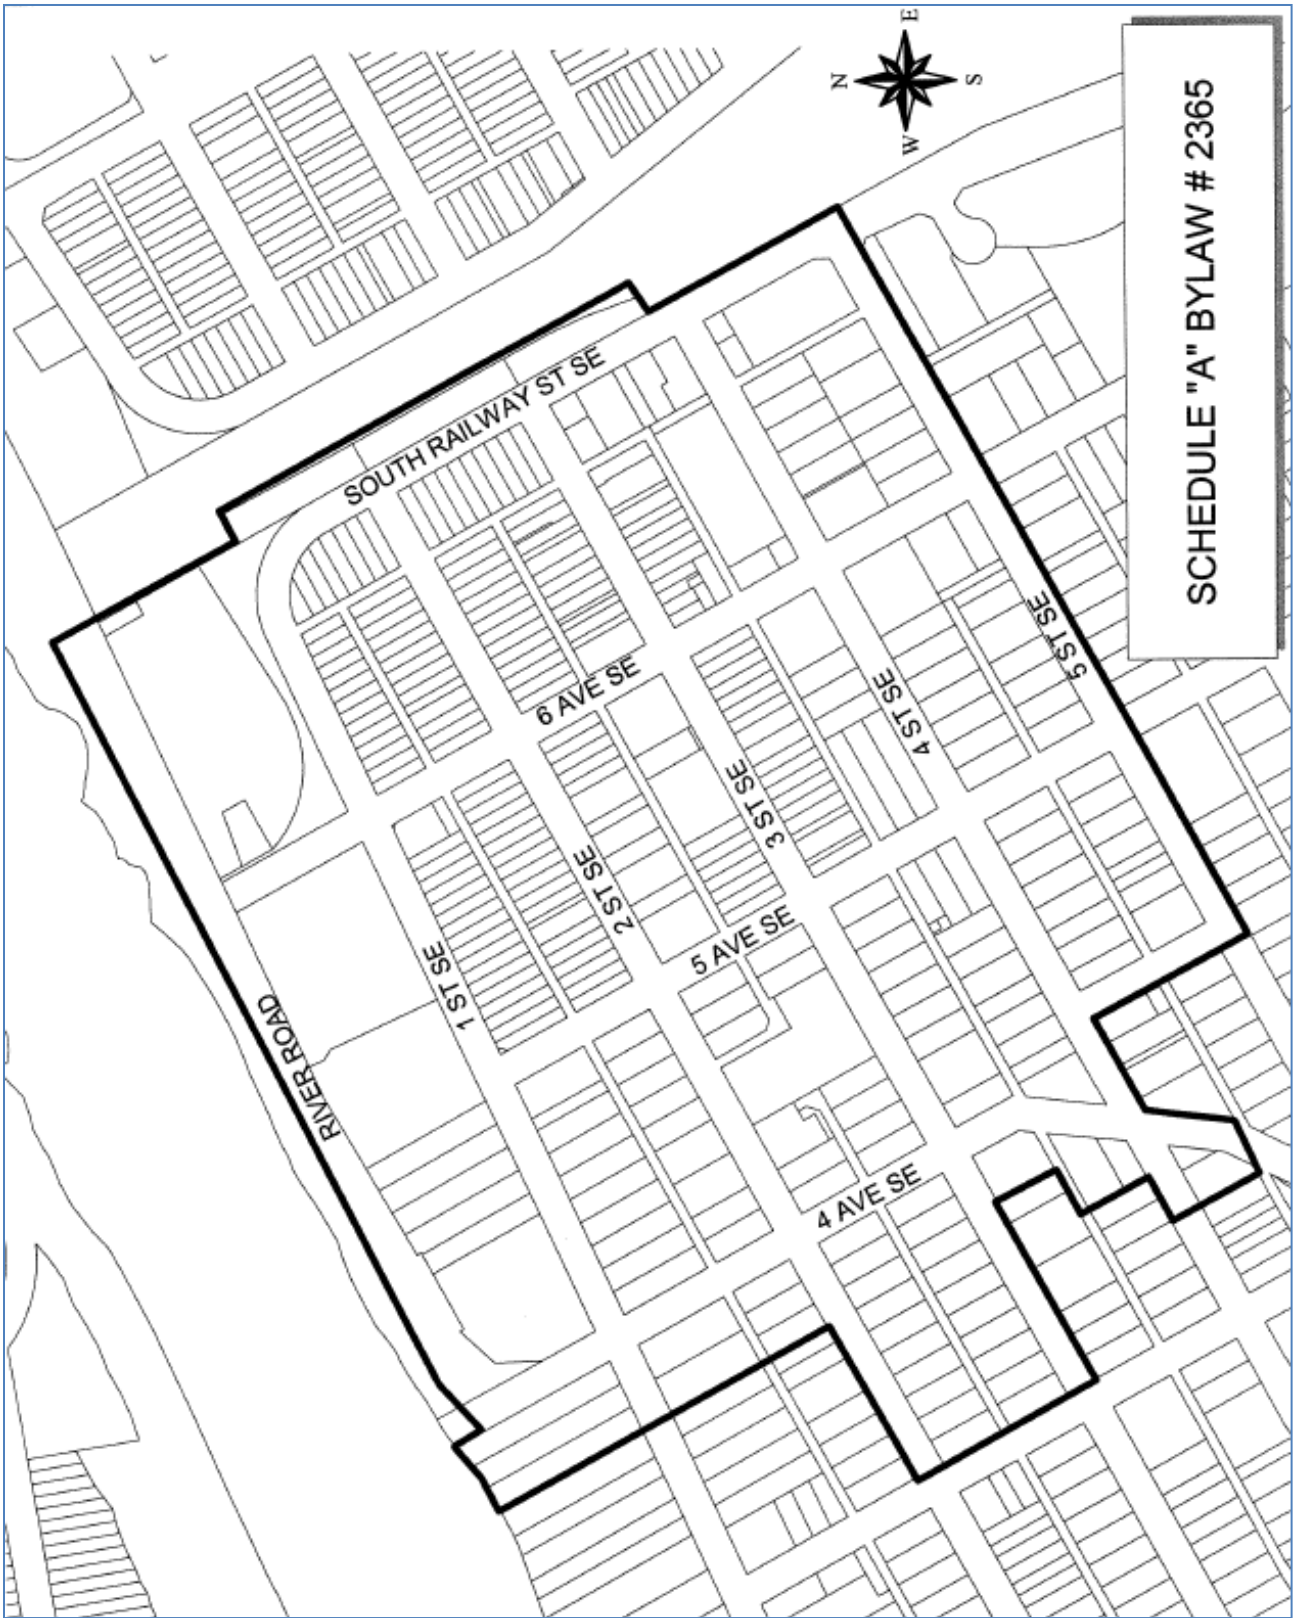 N
E
S
W
SCHEDULE "A" BYLAW # 2365
SOUTH RAILWAY ST SE
6 AVE SE
5 ST SE
4 ST SE
3 ST SE
2 ST SE
5 AVE SE
1 ST SE
RIVER ROAD
4 AVE SE